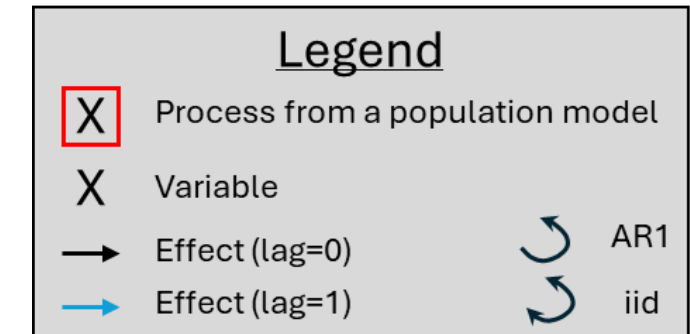 Legend
X Process from a population model
X Variable
Effect (lag=0) AR1
Effect (lag=1) iid